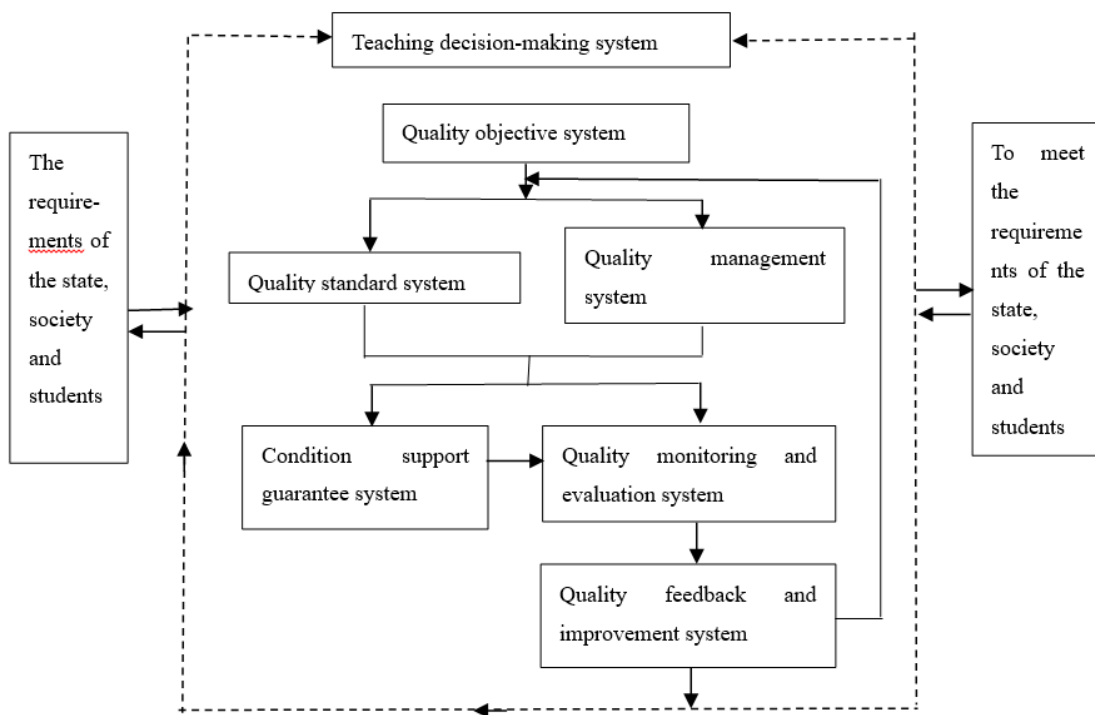 Teaching decision-making system
Quality objective system
The
require-
ments of
the state,
society
and
students
To meet
the
requireme
nts of the
state,
society
and
students
Quality standard system
Quality management
system
Condition support
guarantee system
Quality monitoring and
evaluation system
Quality feedback and
improvement system